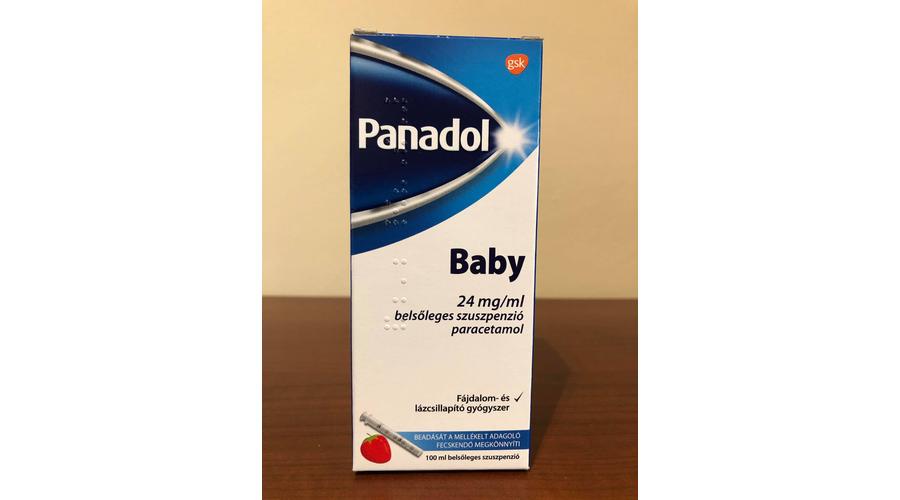 gsk
Panadol
Baby
24 mg/ml
belsőleges szuszpenzió
paracetamol
Fájdalom- és
lázcsillapító gyógyszer
BEADÁSÁT A MELLÉKELT ADAGOLÓ
FECSKENDŐ MEGKÖNNYÍTI
100 ml belsőleges szuszpenzió